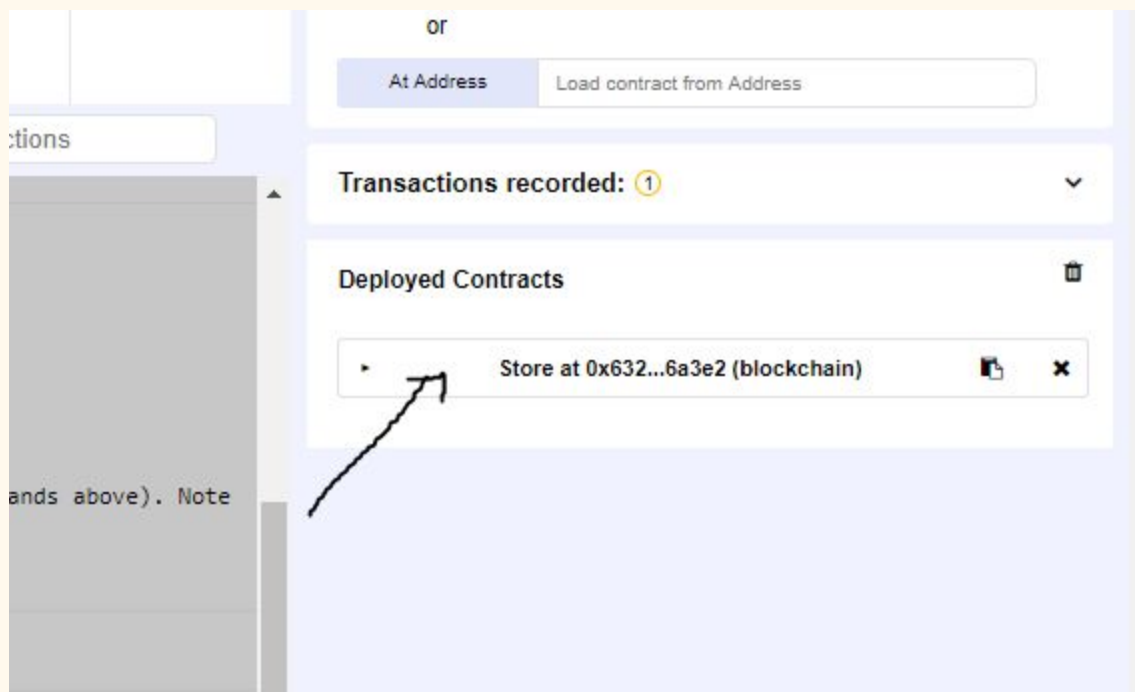 or
At Address
Load contract from Address
ctions
Transactions recorded: 1
Deployed Contracts
Store at 0x632...6a3e2 (blockchain)
ands above). Note